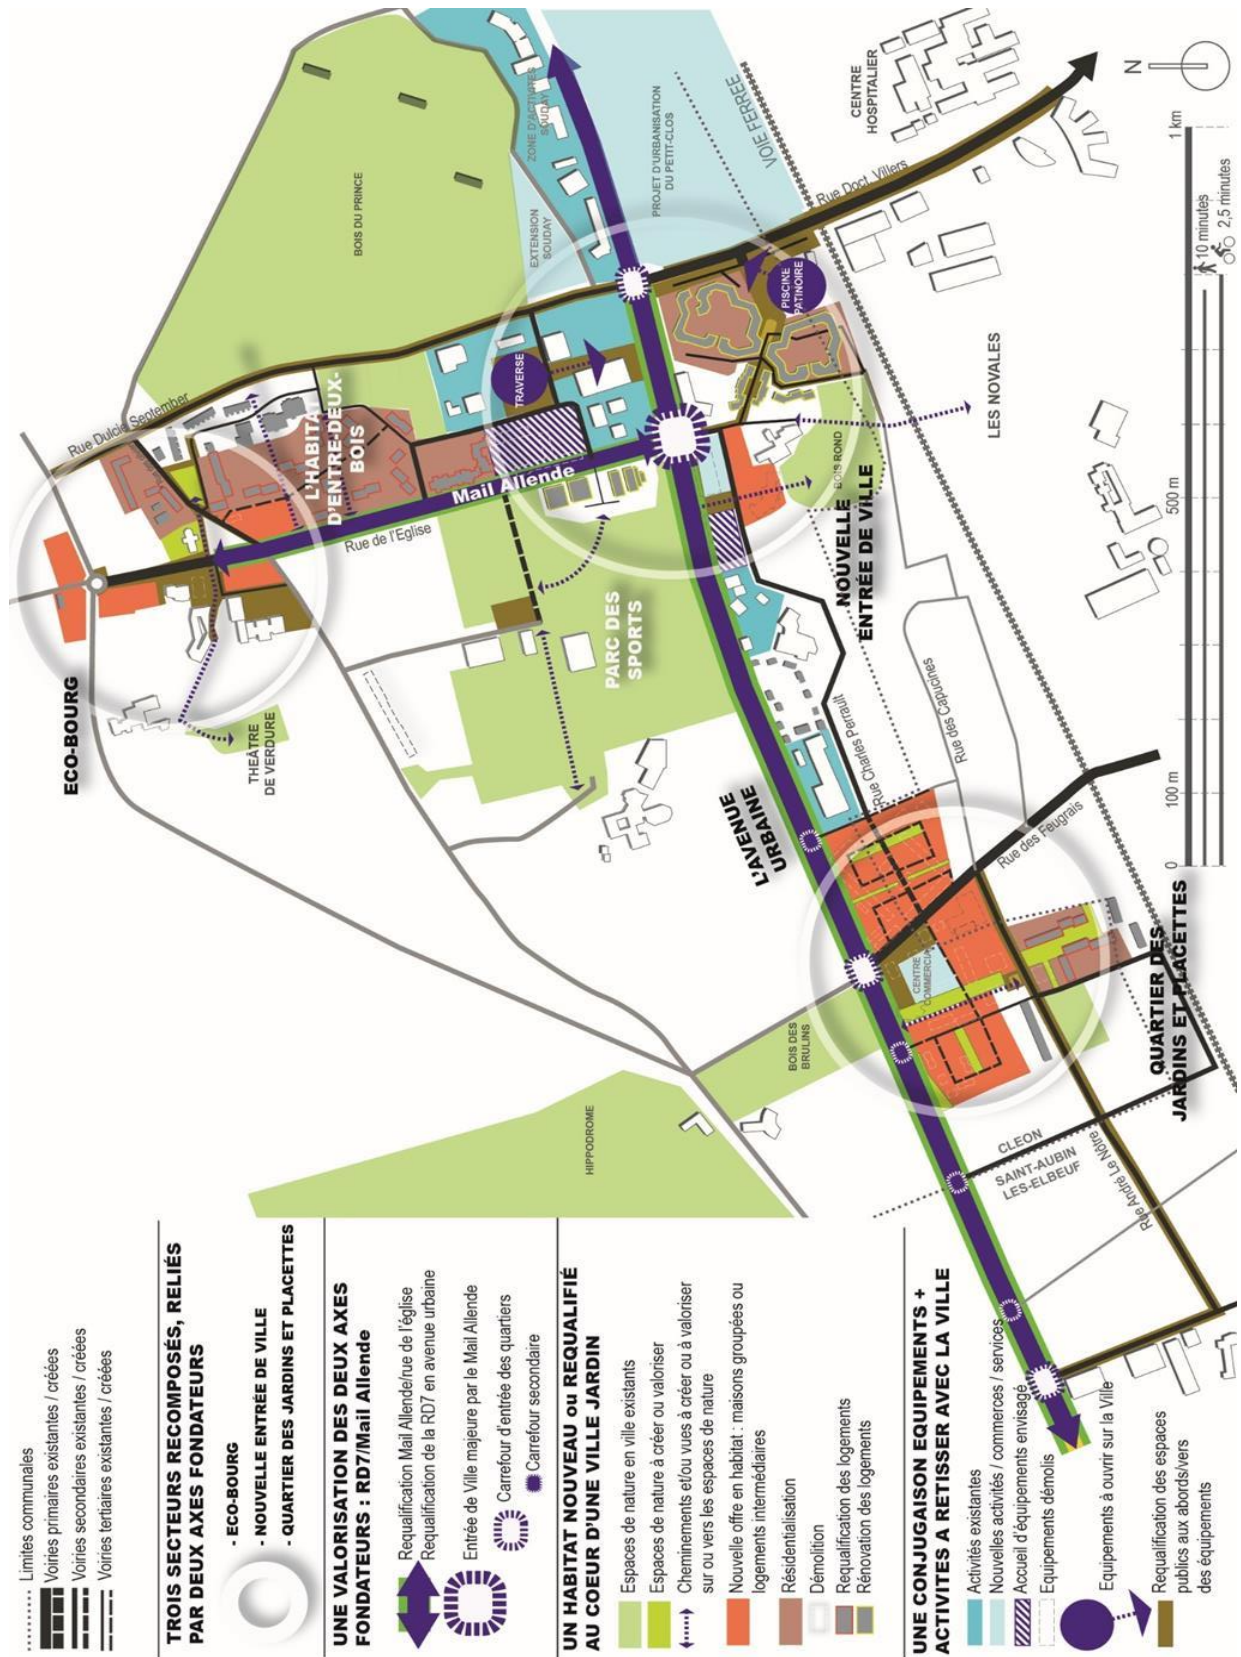 Limites communales
Voiries primaires existantes / créées
Voiries secondaires existantes / créées
Voiries tertiaires existantes / créées
TROIS SECTEURS RECOMPOSÉS, RELIÉS
PAR DEUX AXES FONDATEURS
- ECO-BOURG
- NOUVELLE ENTRÉE DE VILLE
- QUARTIER DES JARDINS ET PLACETTES
UNE VALORISATION DES DEUX AXES
FONDATEURS : RD7/Mail Allende
Requalification Mail Allende/rue de l'église
Requalification de la RD7 en avenue urbaine
Entrée de Ville majeure par le Mail Allende
Carrefour d'entrée des quartiers
Carrefour secondaire
UN HABITAT NOUVEAU ou REQUALIFIÉ
AU COEUR D'UNE VILLE JARDIN
Espaces de nature en ville existants
Espaces de nature à créer ou valoriser
Cheminements et/ou vues à créer ou à valoriser
sur ou vers les espaces de nature
Nouvelle offre en habitat : maisons groupées ou
logements intermédiaires
Résidentialisation
Démolition
Requalification des logements
Rénovation des logements
UNE CONJUGAISON EQUIPEMENTS +
ACTIVITES A RETISSER AVEC LA VILLE
Activités existantes
Nouvelles activités / commerces / services
Accueil d'équipements envisagé
Equipements démolis
Equipements à ouvrir sur la Ville
Requalification des espaces
publics aux abords/vers
des équipements
ECO-BOURG
THEÂTRE
DE VERDURE
Rue Dulcie September
L'HABITAT
D'ENTRE-DEUX-
BOIS
Rue de l'Eglise
Mail Allende
BOIS DU PRINCE
ZONE D'ACTIVITÉS
SOUDAY
EXTENSION
SOUDAY
PROJET D'URBANISATION
DU PETIT-CLOS
VOIE FERREE
CENTRE
HOSPITALIER
Rue Doct. Villers
TRAVERSE
PISCINE
PATINOIRE
PARC DES
SPORTS
NOUVELLE
ENTRÉE DE VILLE
BOIS ROND
LES NOVALES
L'AVENUE
URBAINE
Rue Charles Perrault
Rue des Capucines
Rue des Feugrais
CENTRE
COMMERCIAL
QUARTIER DES
JARDINS ET PLACETTES
BOIS DES
BRULINS
HIPPODROME
CLEON
SAINT-AUBIN
LES-ELBEUF
Rue André Le Nôtre
N
0
100 m
500 m
1 km
10 minutes
2,5 minutes